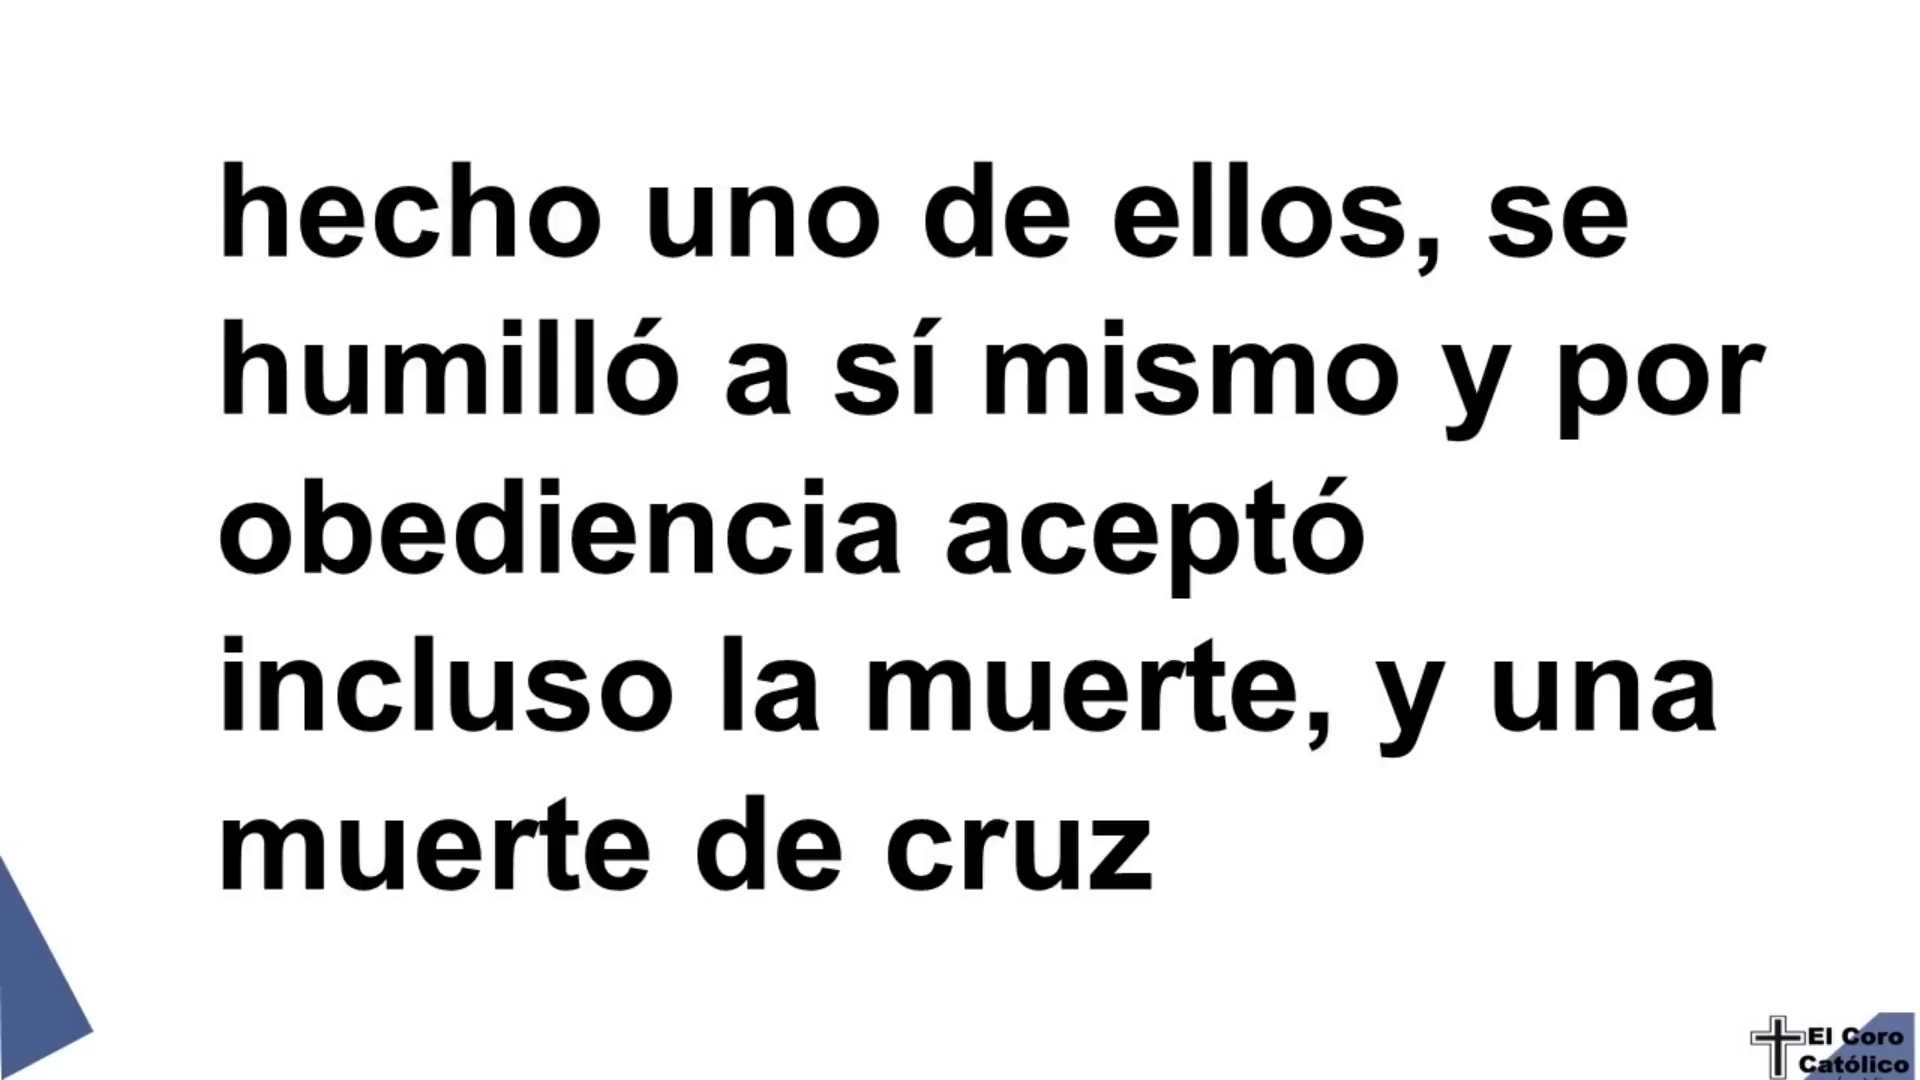 hecho uno de ellos, se
humilló a sí mismo y por
obediencia aceptó
incluso la muerte, y una
muerte de cruz
El Coro
Católico